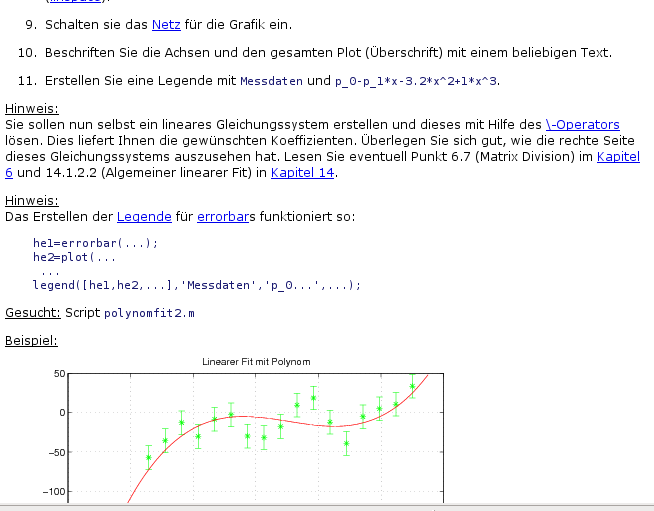 9. Schalten sie das Netz für die Grafik ein.
10. Beschriften Sie die Achsen und den gesamten Plot (Überschrift) mit einem beliebigen Text.
11. Erstellen Sie eine Legende mit Messdaten und p_0-p_1*x-3.2*x^2+1*x^3.
Hinweis:
Sie sollen nun selbst ein lineares Gleichungssystem erstellen und dieses mit Hilfe des \-Operators
lösen. Dies liefert Ihnen die gewünschten Koeffizienten. Überlegen Sie sich gut, wie die rechte Seite
dieses Gleichungssystems auszusehen hat. Lesen Sie eventuell Punkt 6.7 (Matrix Division) im Kapitel
6 und 14.1.2.2 (Algemeiner linearer Fit) in Kapitel 14.
Hinweis:
Das Erstellen der Legende für errorbars funktioniert so:
he1=errorbar(...);
he2=plot(...
...
legend([he1,he2,...],'Messdaten','p_0...',...);
Gesucht: Script polynomfit2.m
Beispiel:
Linearer Fit mit Polynom
50
0
−50
−100